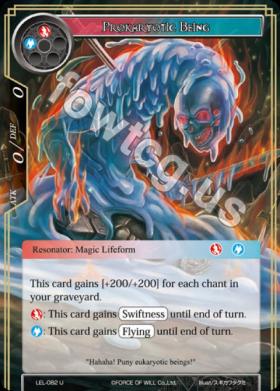 Prokaryotic Being
ATK 0 / DEF 0
fowtcg.us
Resonator: Magic Lifeform
This card gains [+200/+200] for each chant in
your graveyard.
: This card gains Swiftness until end of turn.
: This card gains Flying until end of turn.
"Hahaha! Puny eukaryotic beings!"
LEL-082 U
©FORCE OF WILL Co.,Ltd.